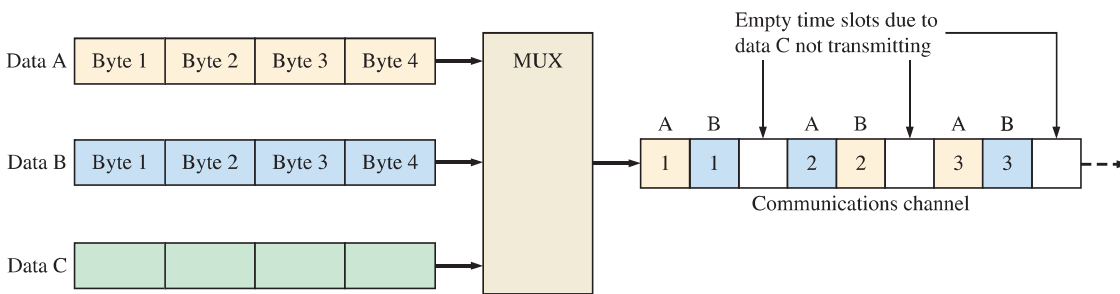 Empty time slots due to
data C not transmitting
Data A Byte 1 Byte 2 Byte 3 Byte 4
MUX
A B A B A B
Data B Byte 1 Byte 2 Byte 3 Byte 4
1 1 2 2 3 3
Communications channel
Data C